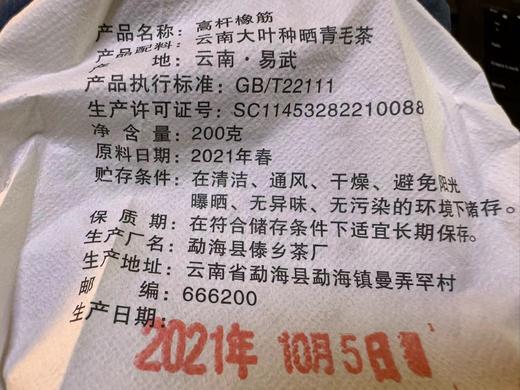 产品名称：高杆橡筋
产品配料：云南大叶种晒青毛茶
产　　地：云南·易武
产品执行标准：GB/T22111
生产许可证号：SC11453282210088
净 含 量：200克
原料日期：2021年春
贮存条件：在清洁、通风、干燥、避免阳光
曝晒、无异味、无污染的环境下诸存。
保 质 期：在符合储存条件下适宜长期保存。
生产厂名：勐海县傣乡茶厂
生产地址：云南省勐海县勐海镇曼弄罕村
邮　　编：666200
生产日期：
2021年 10月5日